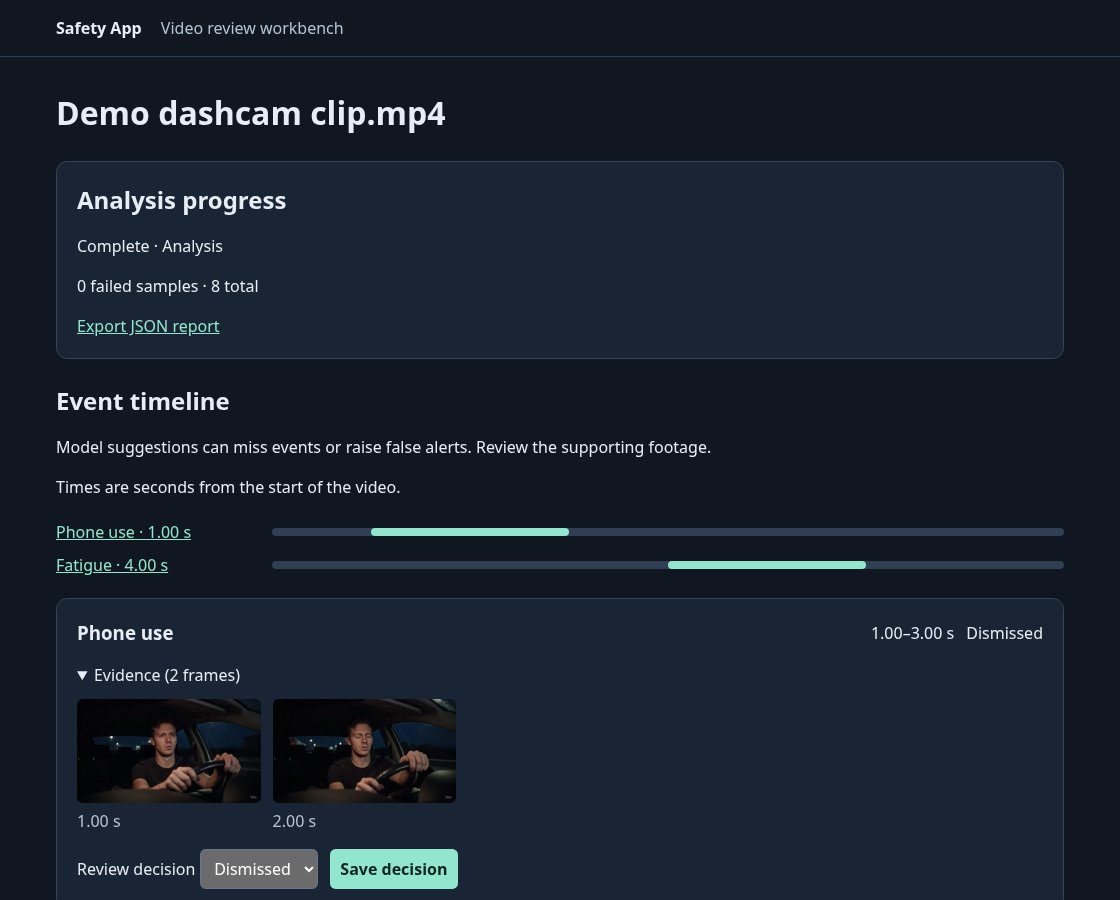 Safety App Video review workbench
Demo dashcam clip.mp4
Analysis progress
Complete · Analysis
0 failed samples · 8 total
Export JSON report
Event timeline
Model suggestions can miss events or raise false alerts. Review the supporting footage.
Times are seconds from the start of the video.
Phone use · 1.00 s
Fatigue · 4.00 s
Phone use 1.00–3.00 s Dismissed
▼ Evidence (2 frames)
1.00 s 2.00 s
Review decision Dismissed Save decision